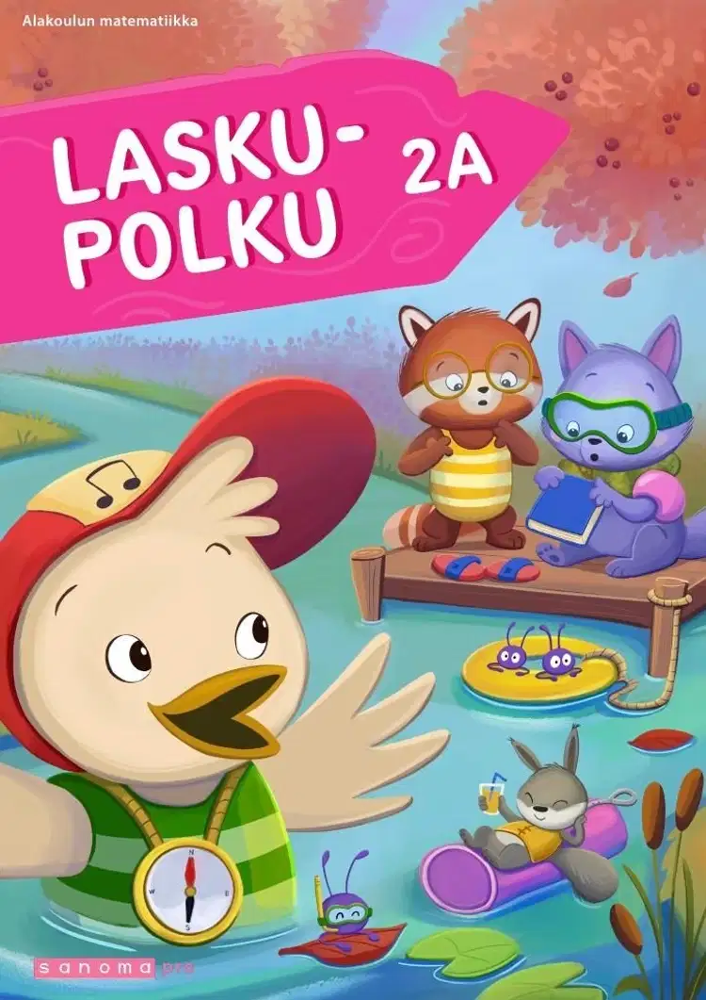 Alakoulun matematiikka
LASKU-
POLKU
2A
N
W E
S
sanoma pro